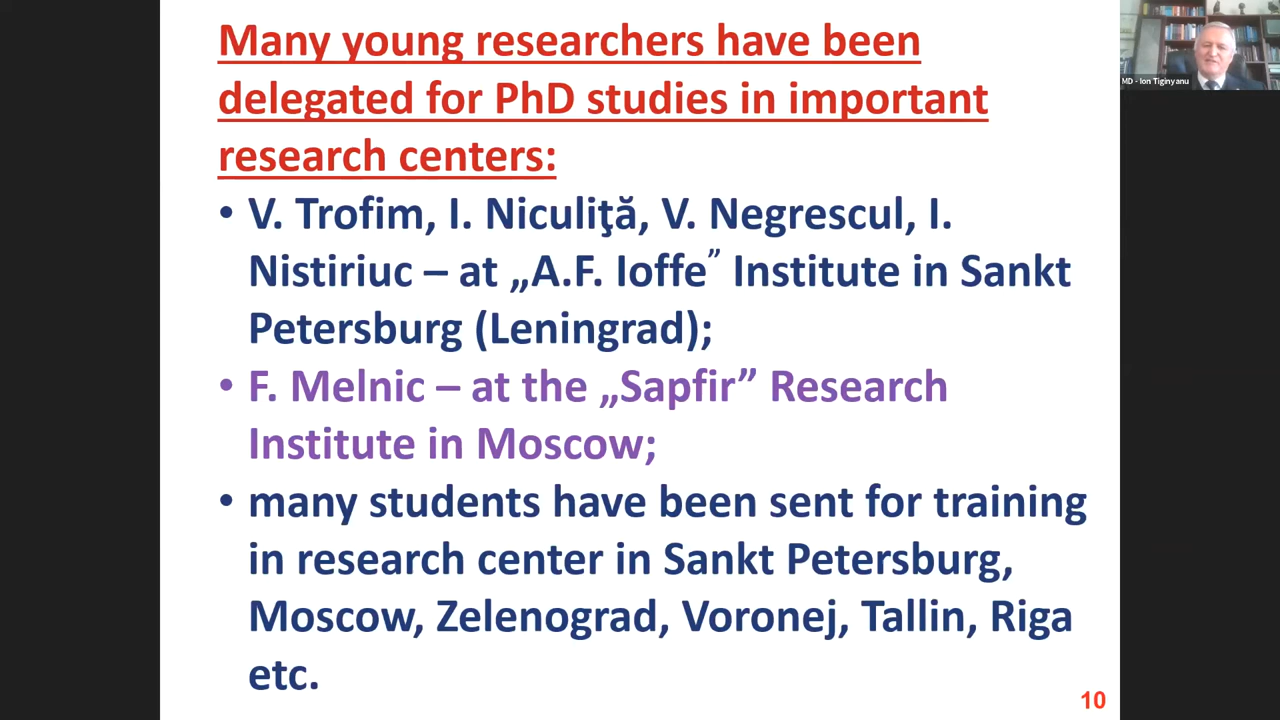 Many young researchers have been
delegated for PhD studies in important
research centers:
• V. Trofim, I. Niculiţă, V. Negrescul, I.
Nistiriuc – at „A.F. Ioffe” Institute in Sankt
Petersburg (Leningrad);
• F. Melnic – at the „Sapfir” Research
Institute in Moscow;
• many students have been sent for training
in research center in Sankt Petersburg,
Moscow, Zelenograd, Voronej, Tallin, Riga
etc.
10
MD - Ion Tiginyanu